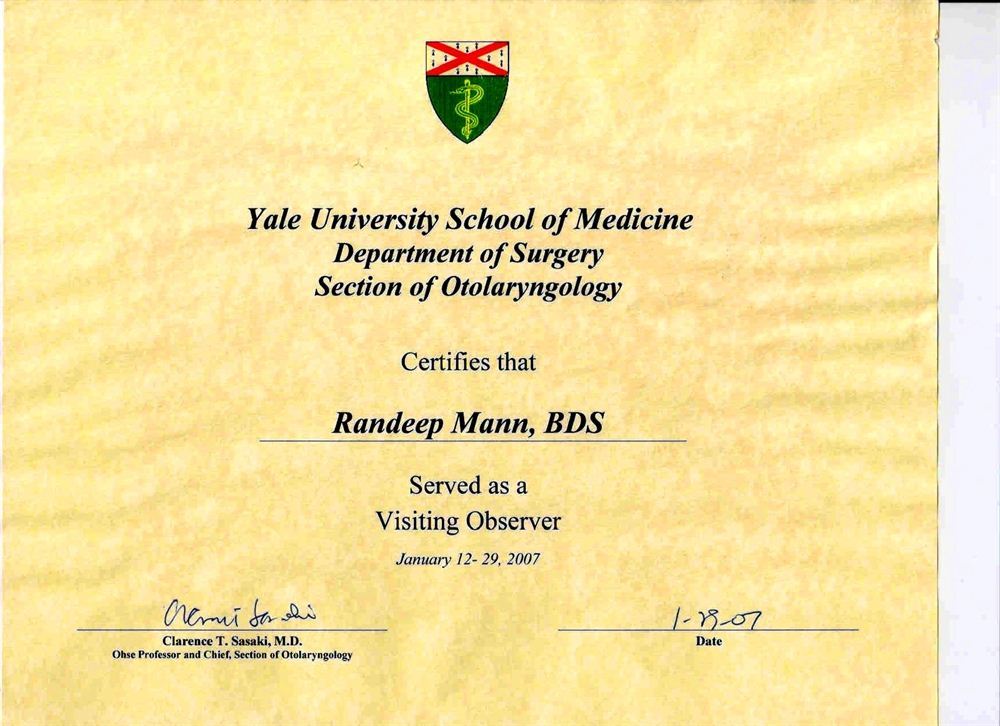 Yale University School of Medicine
Department of Surgery
Section of Otolaryngology
Certifies that
Randeep Mann, BDS
Served as a
Visiting Observer
January 12- 29, 2007
1-29-07
Clarence T. Sasaki, M.D.
Date
Ohse Professor and Chief, Section of Otolaryngology